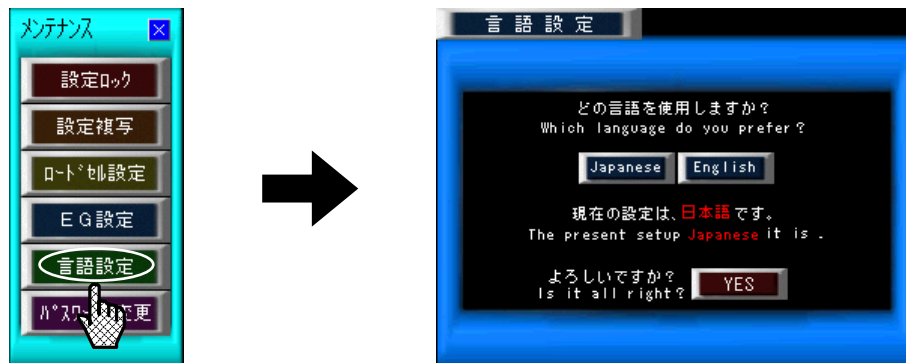 メンテナンス
設定ロック
設定複写
ロードセル設定
EG設定
言語設定
変更
言語設定
どの言語を使用しますか?
Which language do you prefer?
Japanese English
現在の設定は、日本語です。
The present setup Japanese it is .
よろしいですか?
Is it all right?
YES